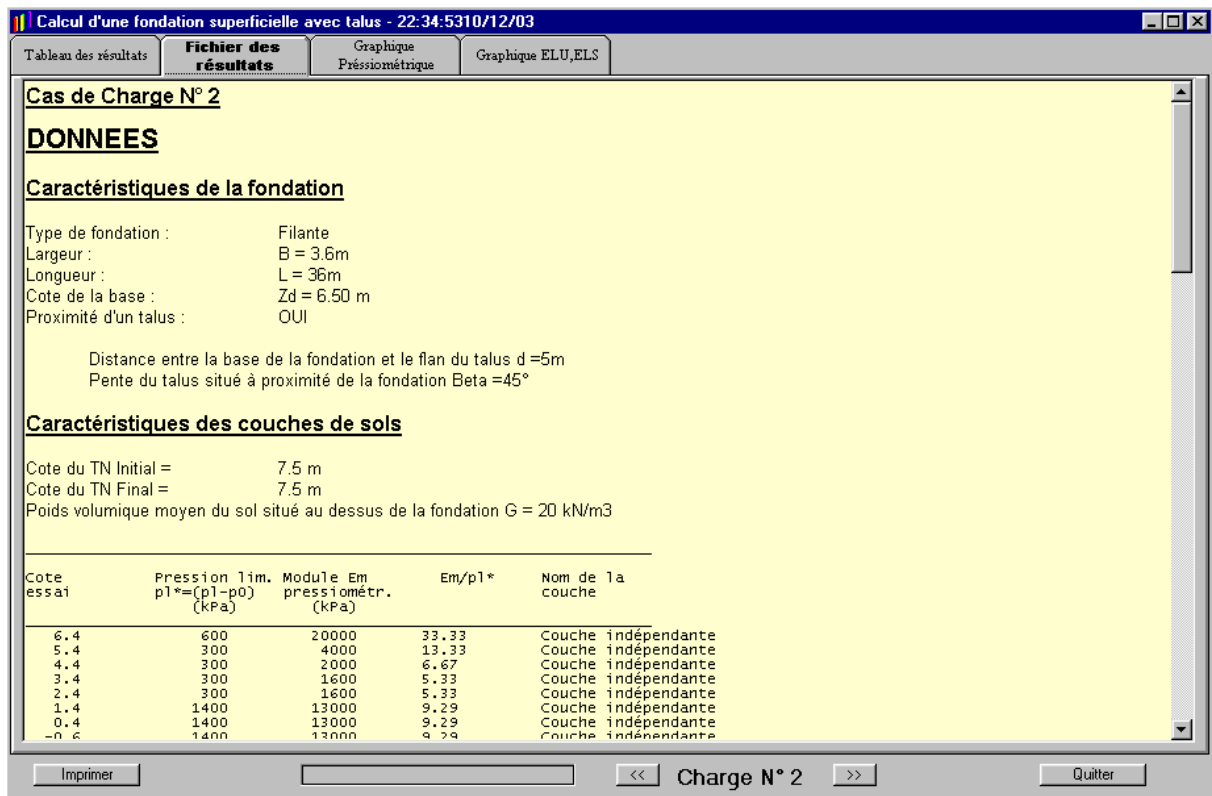 Calcul d'une fondation superficielle avec talus - 22:34:5310/12/03
Tableau des résultats
Fichier des
résultats
Graphique
Préssiométrique
Graphique ELU,ELS
Cas de Charge N° 2
DONNEES
Caractéristiques de la fondation
Type de fondation : Filante
Largeur : B = 3.6m
Longueur : L = 36m
Cote de la base : Zd = 6.50 m
Proximité d'un talus : OUI
Distance entre la base de la fondation et le flan du talus d =5m
Pente du talus situé à proximité de la fondation Beta =45°
Caractéristiques des couches de sols
Cote du TN Initial = 7.5 m
Cote du TN Final = 7.5 m
Poids volumique moyen du sol situé au dessus de la fondation G = 20 kN/m3
Cote Pression lim. Module Em Em/pl* Nom de la
essai pl*=(pl-p0) pressiométr. couche
(kPa) (kPa)
6.4 600 20000 33.33 Couche indépendante
5.4 300 4000 13.33 Couche indépendante
4.4 300 2000 6.67 Couche indépendante
3.4 300 1600 5.33 Couche indépendante
2.4 300 1600 5.33 Couche indépendante
1.4 1400 13000 9.29 Couche indépendante
0.4 1400 13000 9.29 Couche indépendante
-0.6 1400 13000 9.29 Couche indépendante
Imprimer
<< Charge N° 2 >>
Quitter